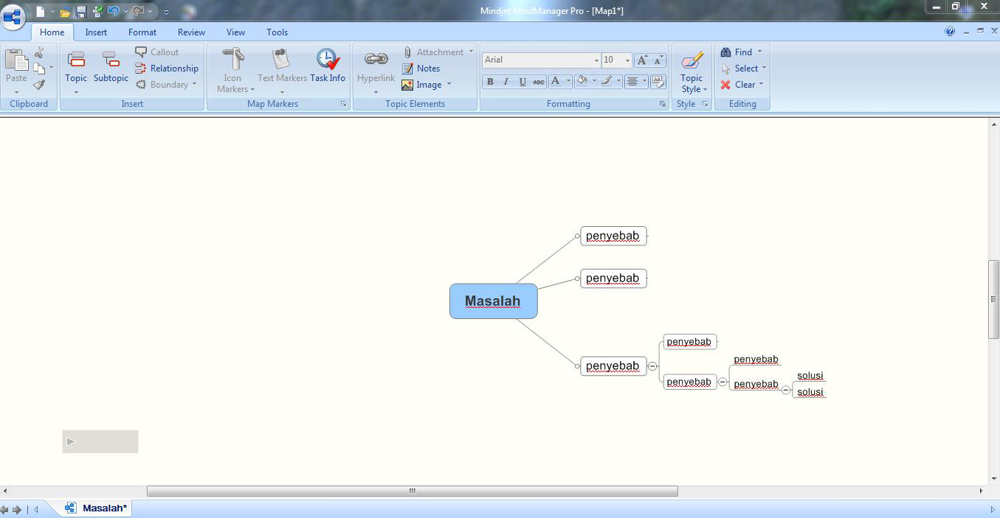 Mindjet MindManager Pro - [Map1*]
Home Insert Format Review View Tools
Paste
Clipboard
Topic
Subtopic
Callout
Relationship
Boundary
Insert
Icon Markers
Text Markers
Task Info
Map Markers
Hyperlink
Attachment
Notes
Image
Topic Elements
Arial 10
B I U ABC A
Formatting
Topic Style
Style
Find
Select
Clear
Editing
penyebab
penyebab
Masalah
penyebab
penyebab
penyebab
penyebab
penyebab
solusi
solusi
Masalah*